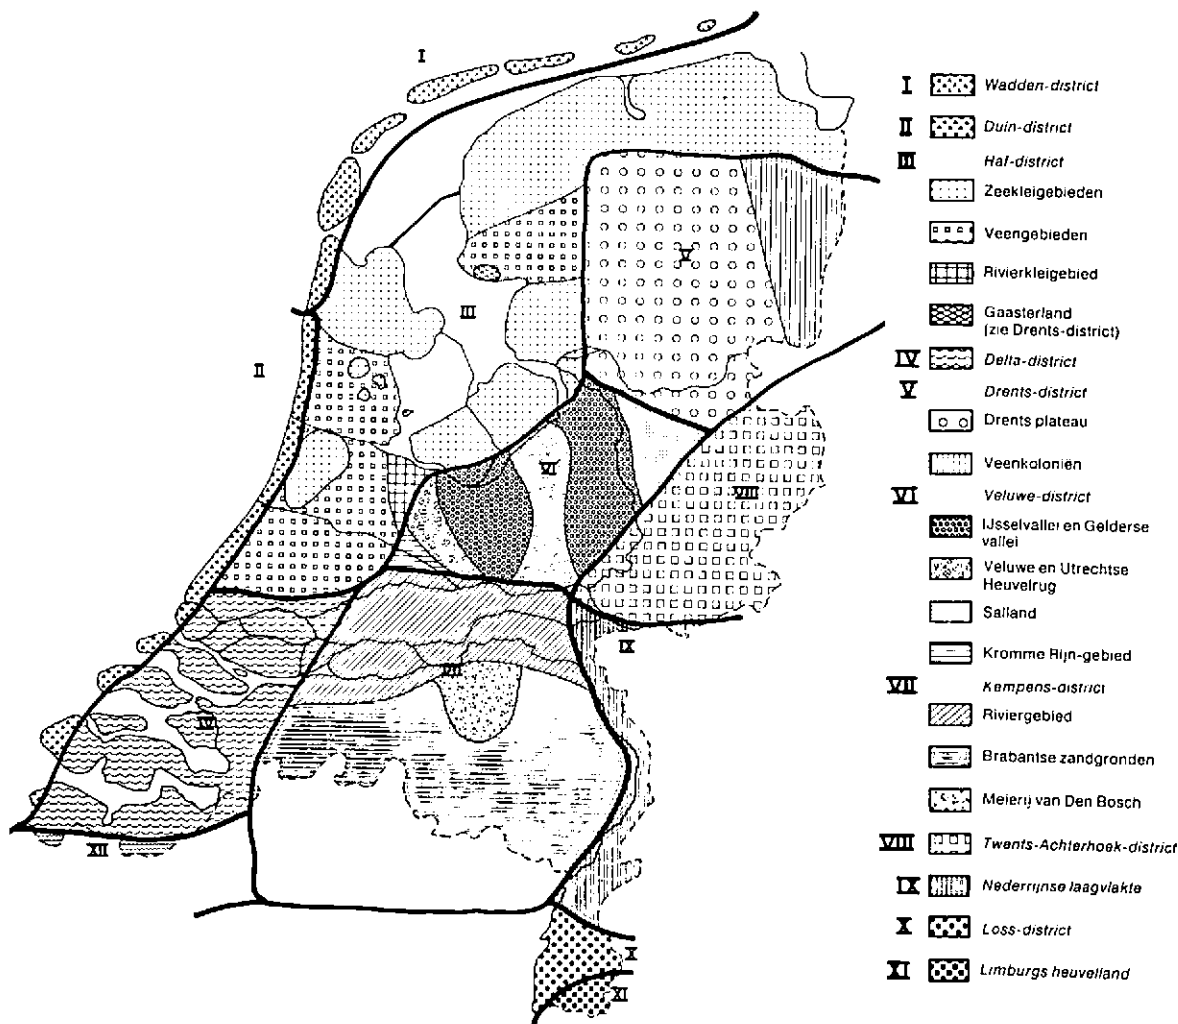 I
II
III
V
VI
VIII
VII
IX
IV
XII
X
XI
I Wadden-district
II Duin-district
III Haf-district
Zeekleigebieden
Veengebieden
Rivierkleigebied
Gaasterland
(zie Drents-district)
IV Delta-district
V Drents-district
Drents plateau
Veenkoloniën
VI Veluwe-district
IJsselvallei en Gelderse
vallei
Veluwe en Utrechtse
Heuvelrug
Salland
Kromme Rijn-gebied
VII Kempens-district
Riviergebied
Brabantse zandgronden
Meierij van Den Bosch
VIII Twents-Achterhoek-district
IX Nederrijnse laagvlakte
X Loss-district
XI Limburgs heuvelland